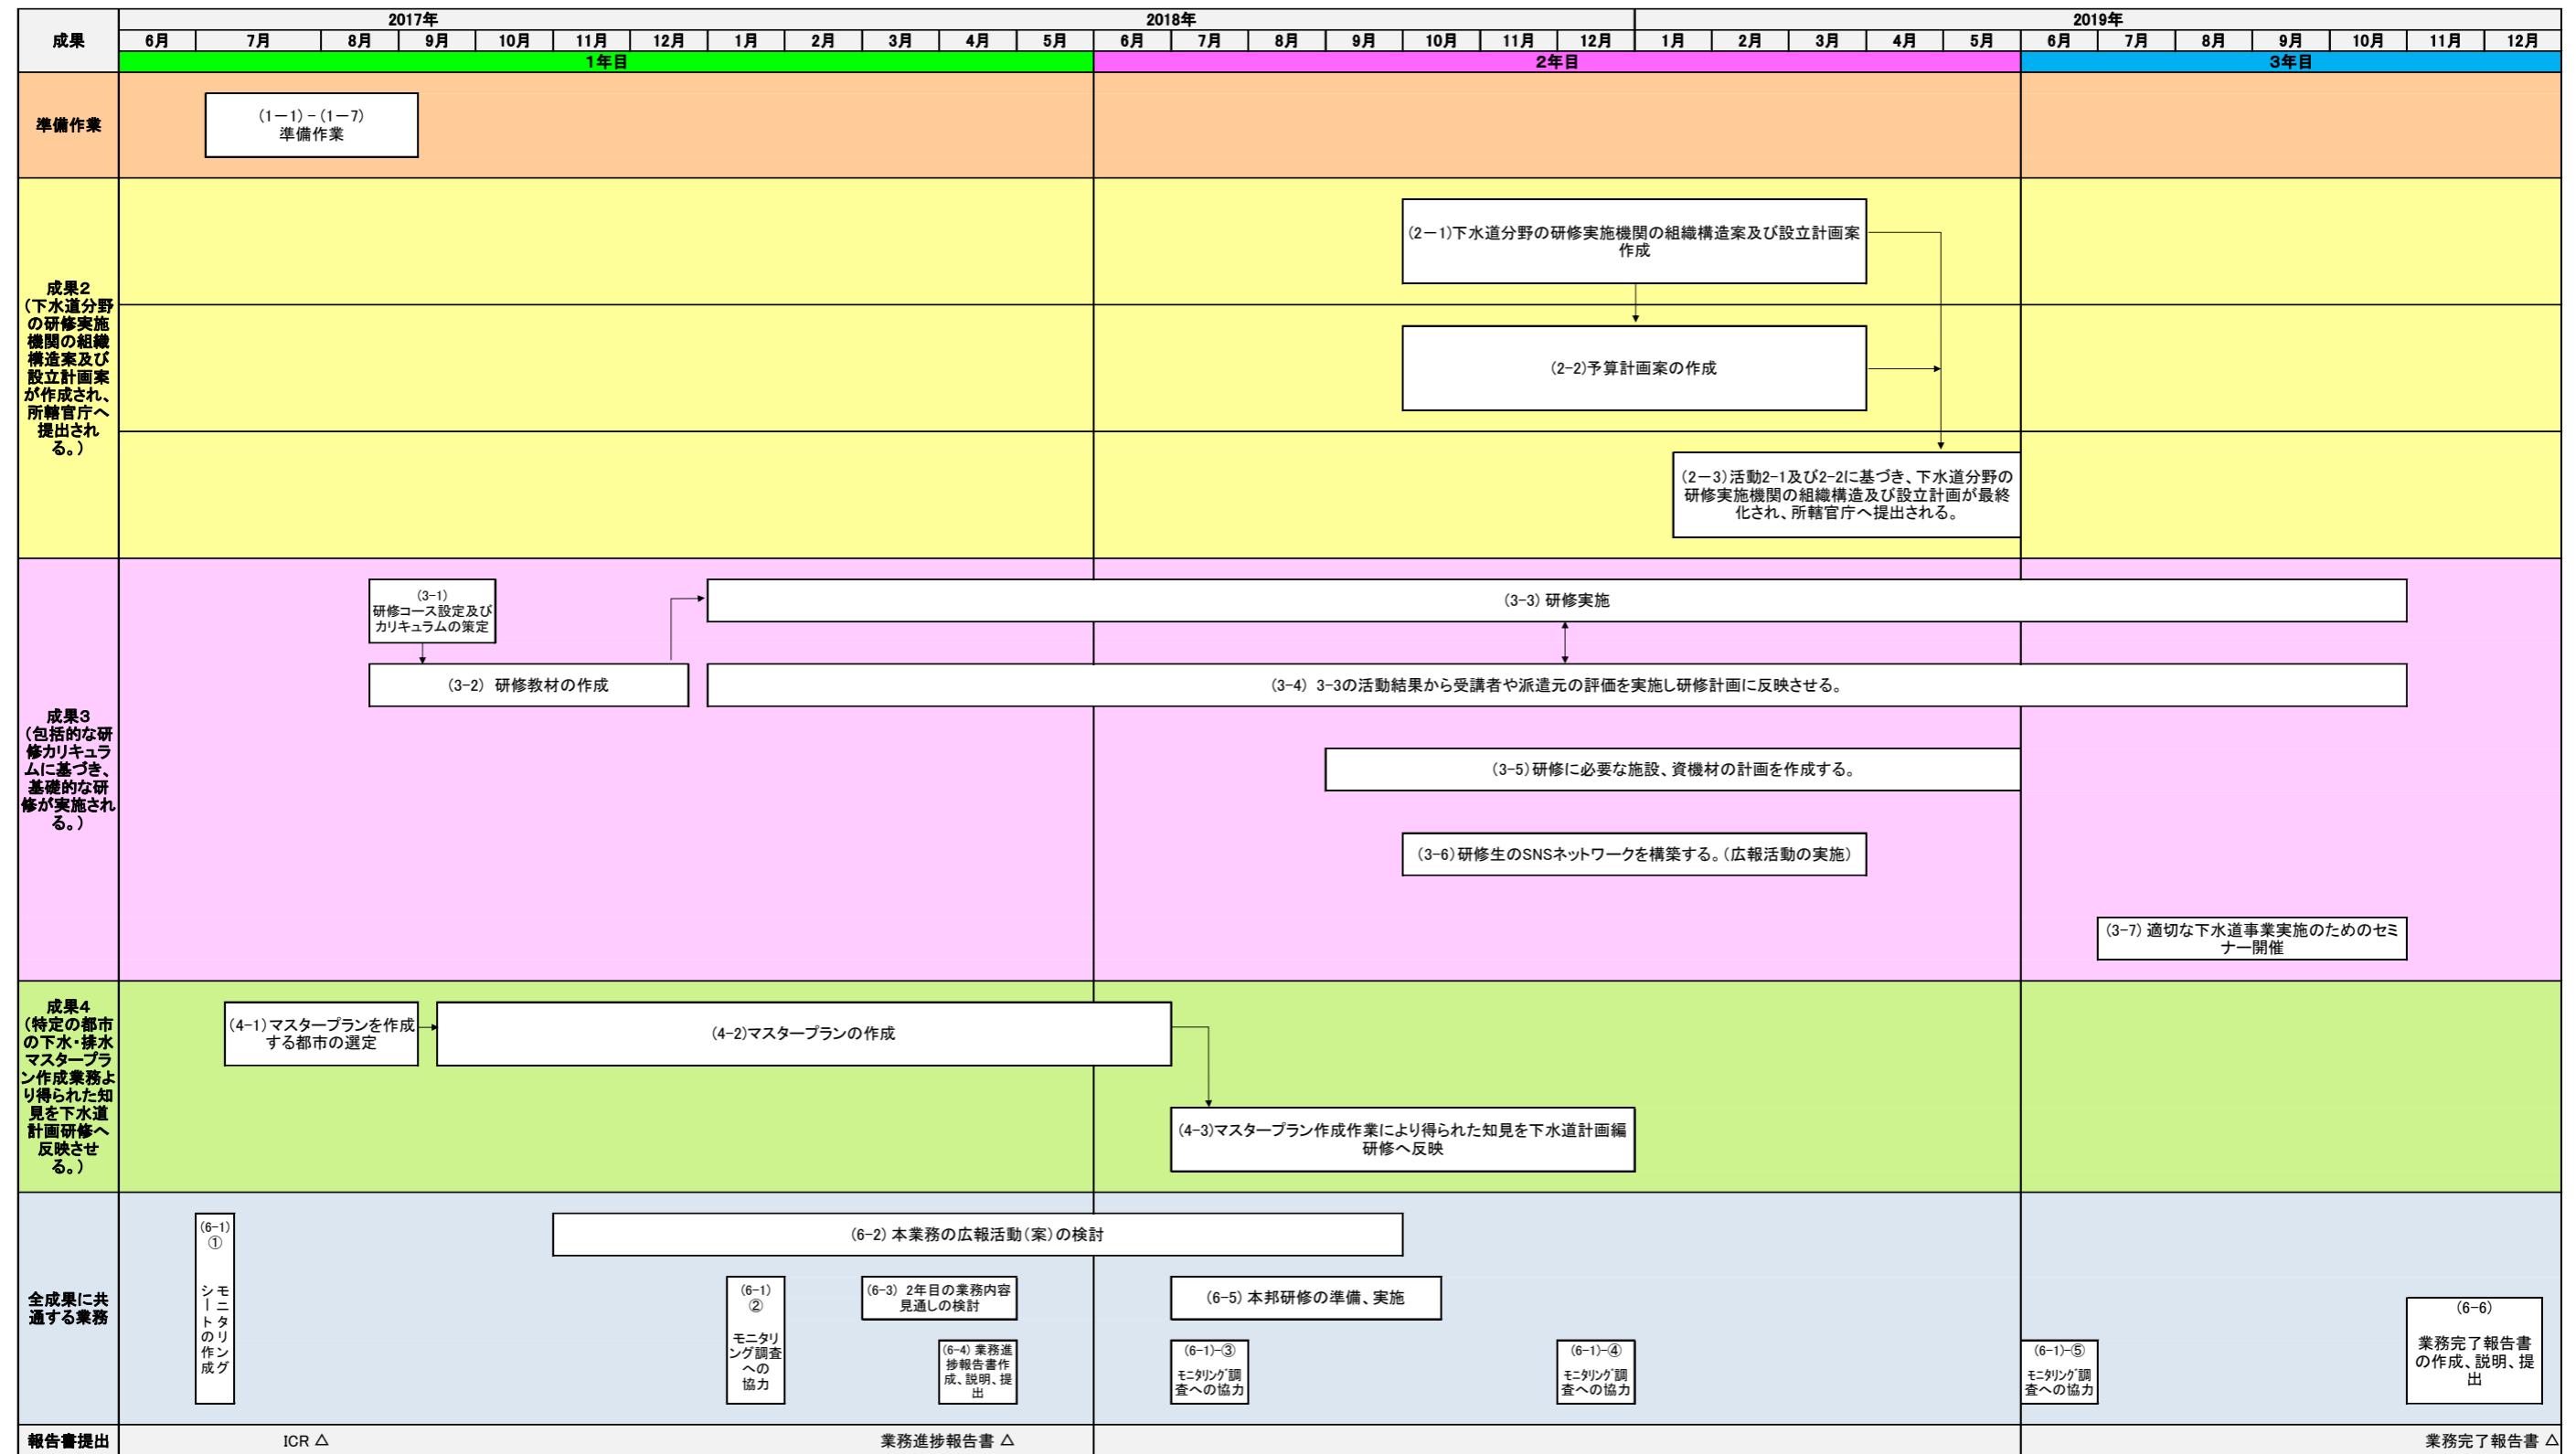 成果
2017年
2018年
2019年
6月 7月 8月 9月 10月 11月 12月 1月 2月 3月 4月 5月 6月 7月 8月 9月 10月 11月 12月 1月 2月 3月 4月 5月 6月 7月 8月 9月 10月 11月 12月
1年目
2年目
3年目
準備作業
(1－1)-(1－7)
準備作業
成果2
(下水道分野
の研修実施
機関の組織
構造案及び
設立計画案
が作成され、
所轄官庁へ
提出され
る。)
(2－1)下水道分野の研修実施機関の組織構造案及び設立計画案
作成
(2-2)予算計画案の作成
(2－3)活動2-1及び2-2に基づき、下水道分野の
研修実施機関の組織構造及び設立計画が最終
化され、所轄官庁へ提出される。
成果3
(包括的な研
修カリキュラ
ムに基づき、
基礎的な研
修が実施され
る。)
(3-1)
研修コース設定及び
カリキュラムの策定
(3-2) 研修教材の作成
(3-3) 研修実施
(3-4) 3-3の活動結果から受講者や派遣元の評価を実施し研修計画に反映させる。
(3-5)研修に必要な施設、資機材の計画を作成する。
(3-6)研修生のSNSネットワークを構築する。(広報活動の実施)
(3-7)適切な下水道事業実施のためのセミ
ナー開催
成果4
(特定の都市
の下水・排水
マスタープラ
ン作成業務よ
り得られた知
見を下水道
計画研修へ
反映させ
る。)
(4-1)マスタープランを作成
する都市の選定
(4-2)マスタープランの作成
(4-3)マスタープラン作成作業により得られた知見を下水道計画編
研修へ反映
全成果に共
通する業務
(6-1)
①
モニタリング
シートの作成
(6-2) 本業務の広報活動(案)の検討
(6-1)
②
モニタリ
ング調査
への
協力
(6-3) 2年目の業務内容
見通しの検討
(6-4) 業務進
捗報告書作
成、説明、提
出
(6-5) 本邦研修の準備、実施
(6-1)-③
ﾓﾆﾀﾘﾝｸﾞ調
査への協力
(6-1)-④
ﾓﾆﾀﾘﾝｸﾞ調
査への協力
(6-1)-⑤
ﾓﾆﾀﾘﾝｸﾞ調
査への協力
(6-6)
業務完了報告書
の作成、説明、提
出
報告書提出
ICR △
業務進捗報告書 △
業務完了報告書 △